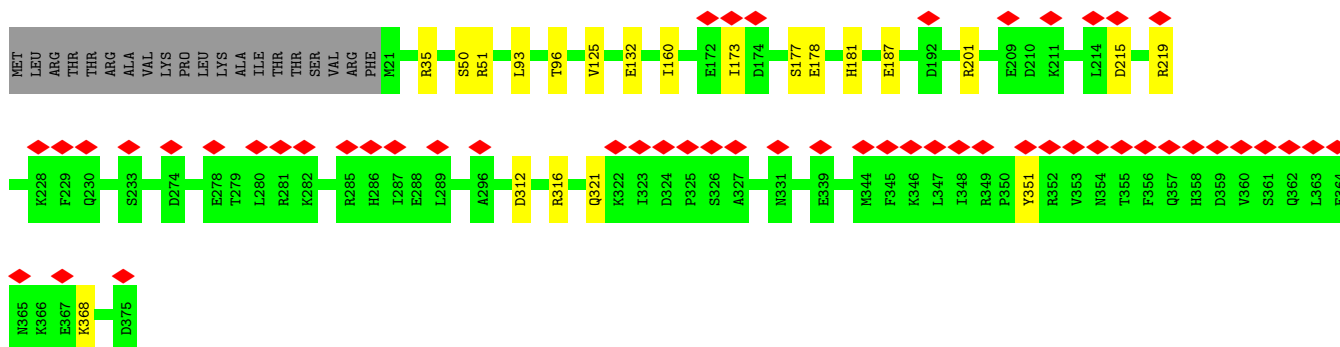 MET LEU ARG THR THR ARG ALA VAL LYS PRO LEU LYS ALA ILE THR THR SER VAL ARG PHE M21 R35 S50 R51 L93 T96 V125 E132 I160 E172 I173 D174 S177 E178 H181 E187 D192 R201 E209 D210 K211 L214 D215 R219
K228 F229 Q230 S233 D274 E278 T279 L280 R281 K282 R285 H286 I287 E288 L289 A296 D312 R316 Q321 K322 I323 D324 P325 S326 A327 N331 E339 M344 F345 K346 L347 I348 R349 P350 Y351 R352 V353 N354 T355 F356 Q357 H358 D359 V360 S361 Q362 L363 E364
N365 K366 E367 K368 D375